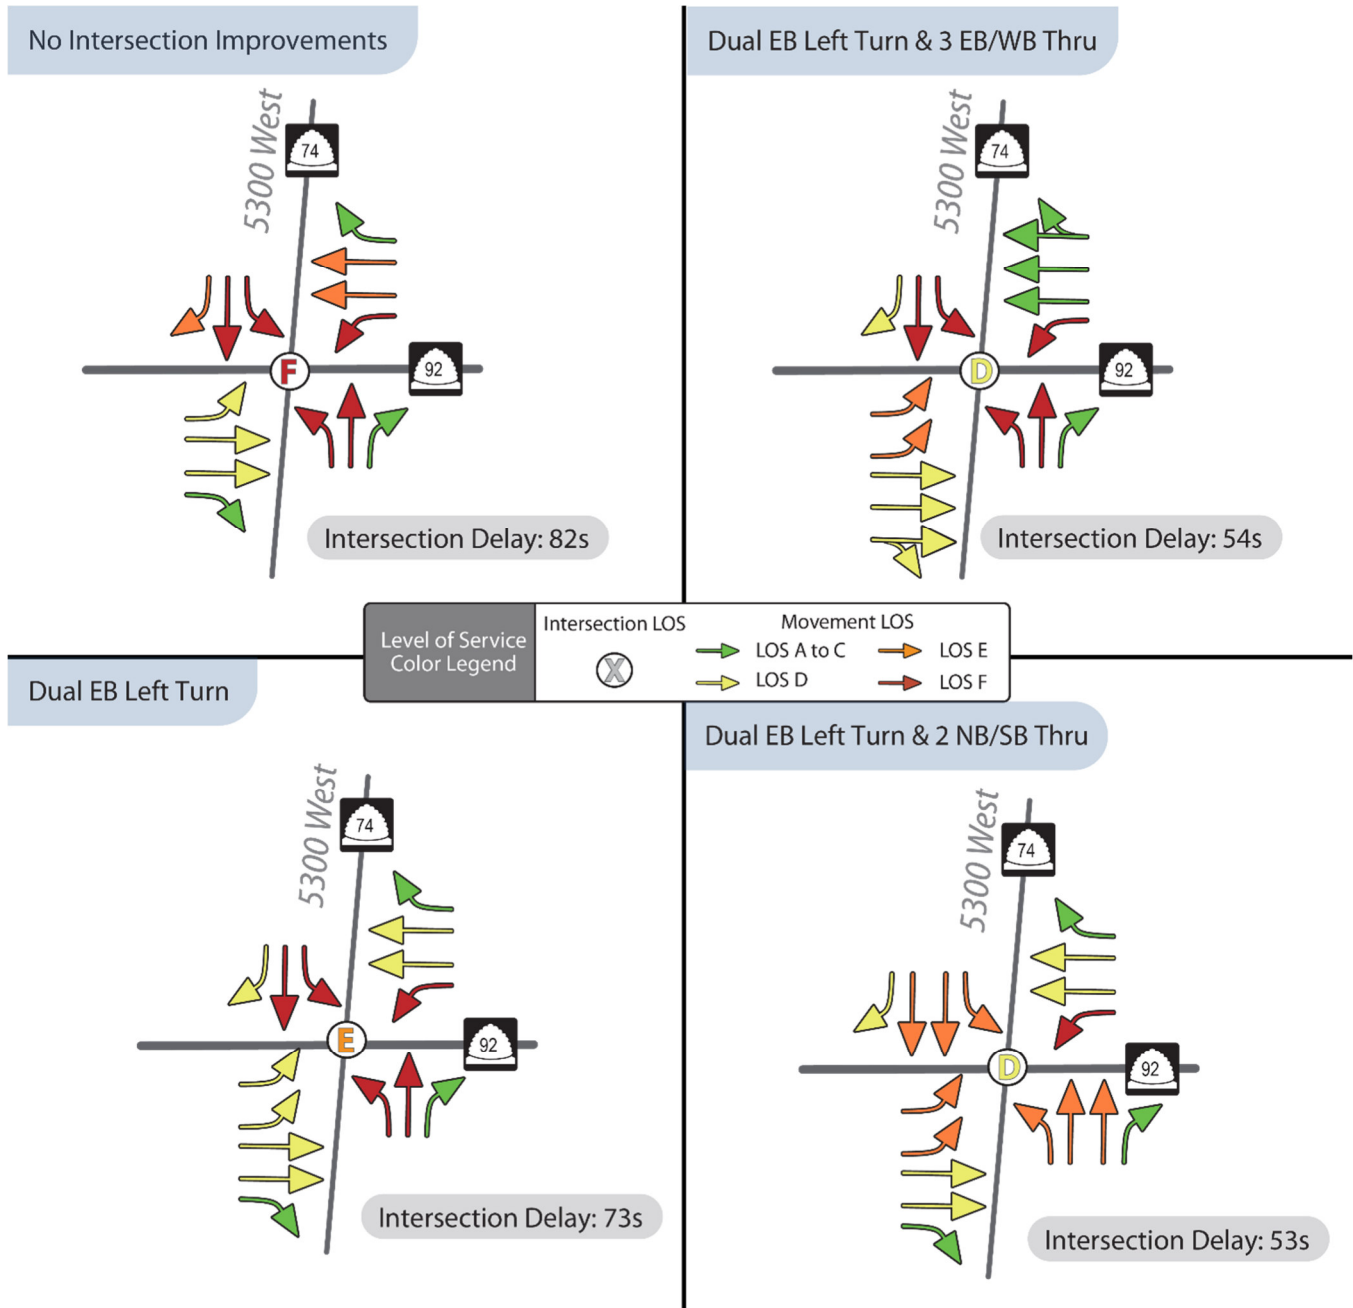 No Intersection Improvements
5300 West
74
F
92
Intersection Delay: 82s
Dual EB Left Turn & 3 EB/WB Thru
5300 West
74
D
92
Intersection Delay: 54s
Level of Service
Color Legend
Intersection LOS
X
Movement LOS
LOS A to C
LOS E
LOS D
LOS F
Dual EB Left Turn
5300 West
74
E
92
Intersection Delay: 73s
Dual EB Left Turn & 2 NB/SB Thru
5300 West
74
D
92
Intersection Delay: 53s